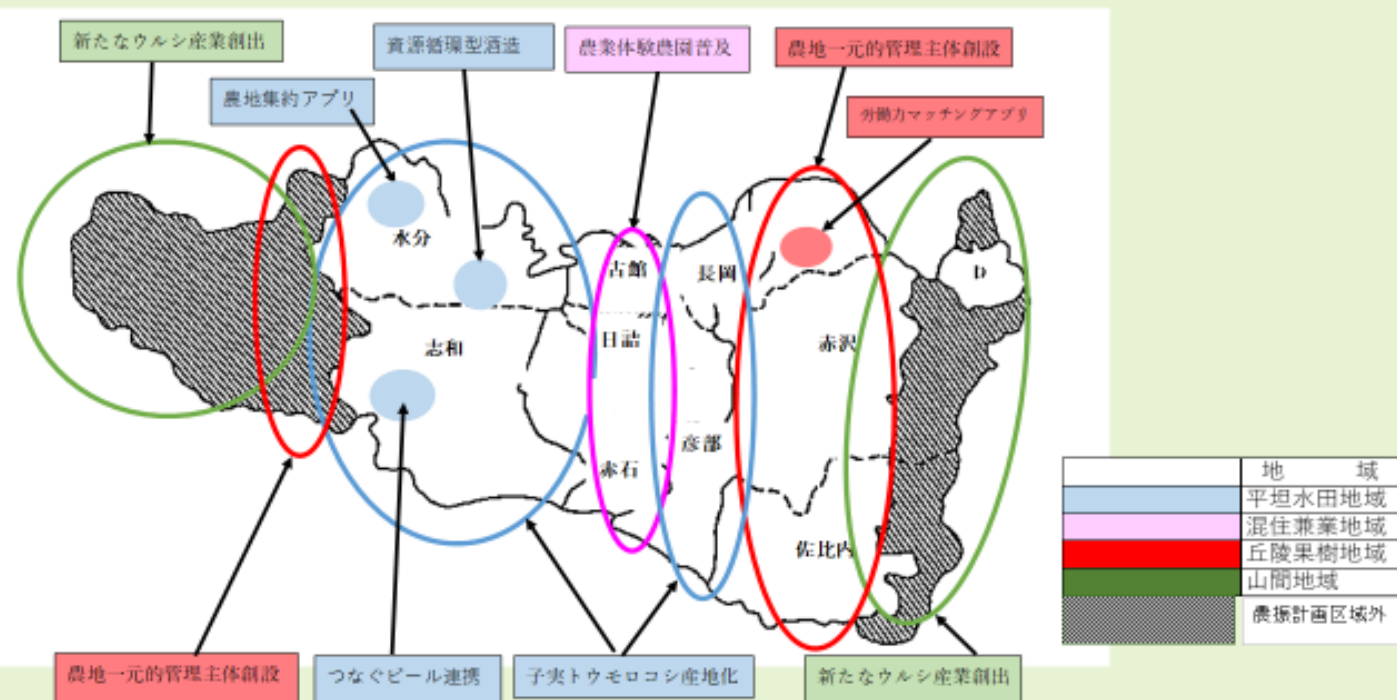 新たなウルシ産業創出
資源循環型酒造
農業体験農園普及
農地一元的管理主体創設
農地集約アプリ
労働力マッチングアプリ
水分
古館
長岡
D
志和
日詰
赤沢
彦部
赤石
佐比内
地 域
平坦水田地域
混住兼業地域
丘陵果樹地域
山間地域
農振計画区域外
農地一元的管理主体創設
つなぐビール連携
子実トウモロコシ産地化
新たなウルシ産業創出